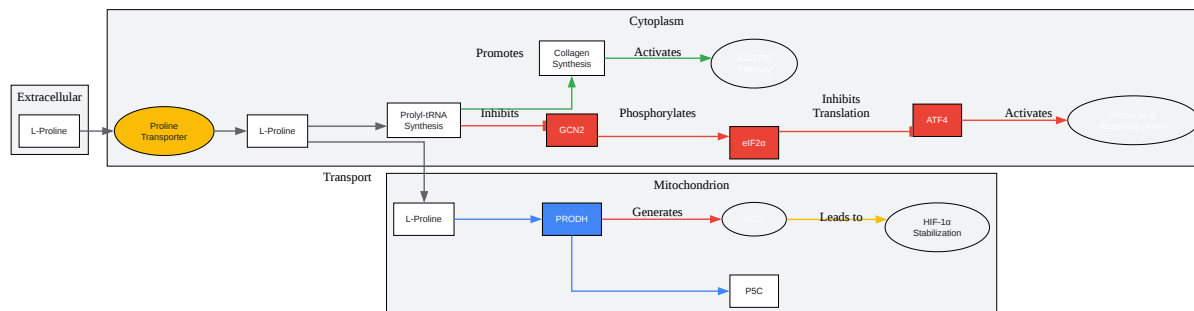 Cytoplasm
Promotes
Collagen
Synthesis
Activates
Extracellular
L-Proline
Proline
Transporter
L-Proline
Prolyl-tRNA
Synthesis
Inhibits
GCN2
Phosphorylates
eIF2α
Inhibits
Translation
ATF4
Activates
Transport
Mitochondrion
L-Proline
PRODH
Generates
ROS
Leads to
HIF-1α
Stabilization
P5C